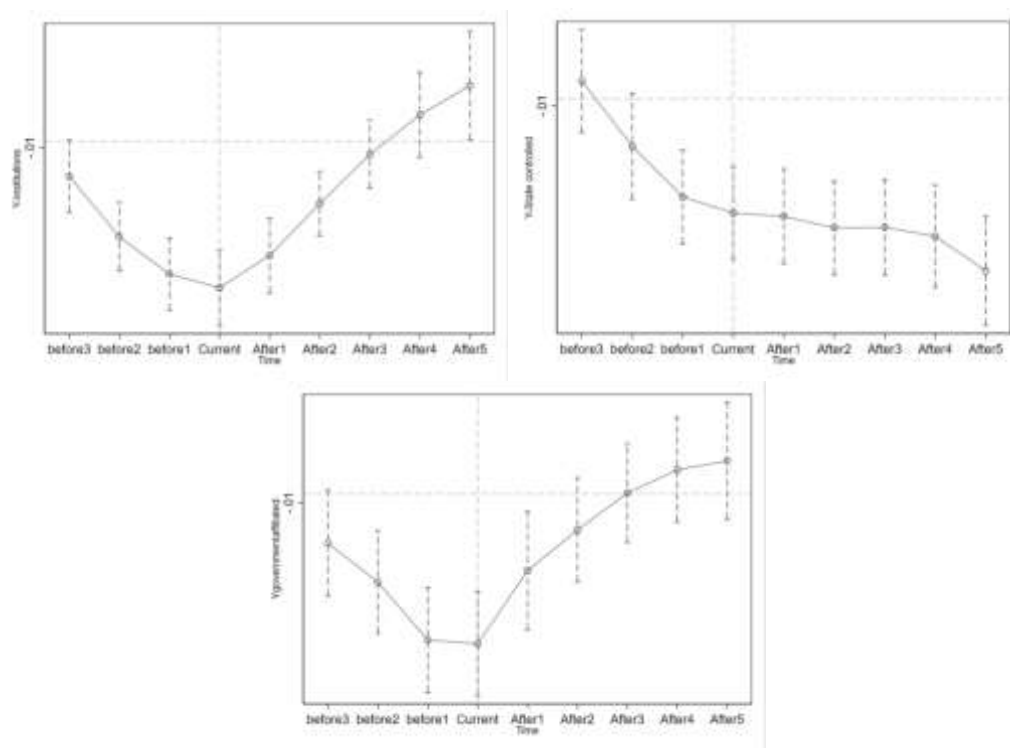 Y-Institutions
-.01
before3 before2 before1 Current After1 After2 After3 After4 After5
Time
Y-State controlled
-.01
before3 before2 before1 Current After1 After2 After3 After4 After5
Time
Y-governmentaffiliated
-.01
before3 before2 before1 Current After1 After2 After3 After4 After5
Time